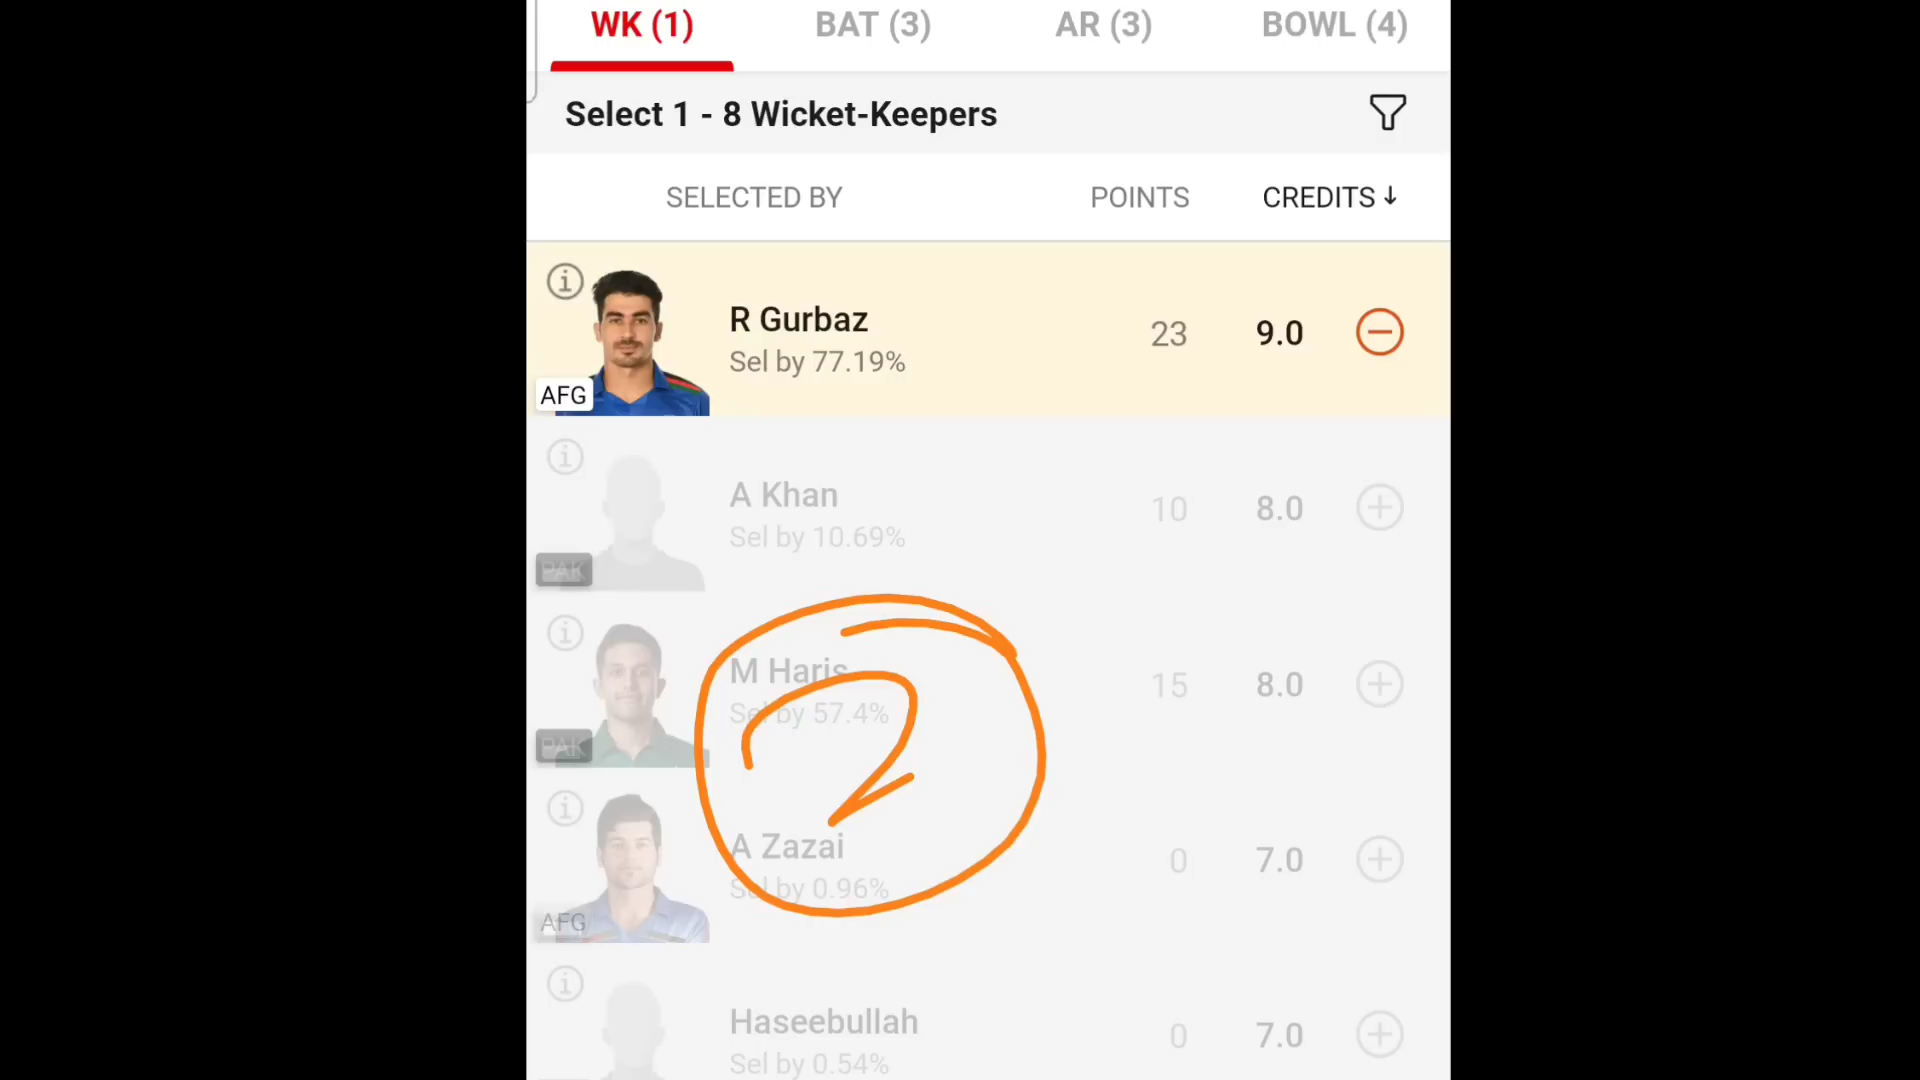 WK (1) BAT (3) AR (3) BOWL (4)
Select 1 - 8 Wicket-Keepers
SELECTED BY POINTS CREDITS ↓
R Gurbaz 23 9.0
Sel by 77.19%
AFG
A Khan 10 8.0
Sel by 10.69%
PAK
M Haris 15 8.0
Sel by 57.4%
PAK
2
A Zazai 0 7.0
Sel by 0.96%
AFG
Haseebullah 0 7.0
Sel by 0.54%